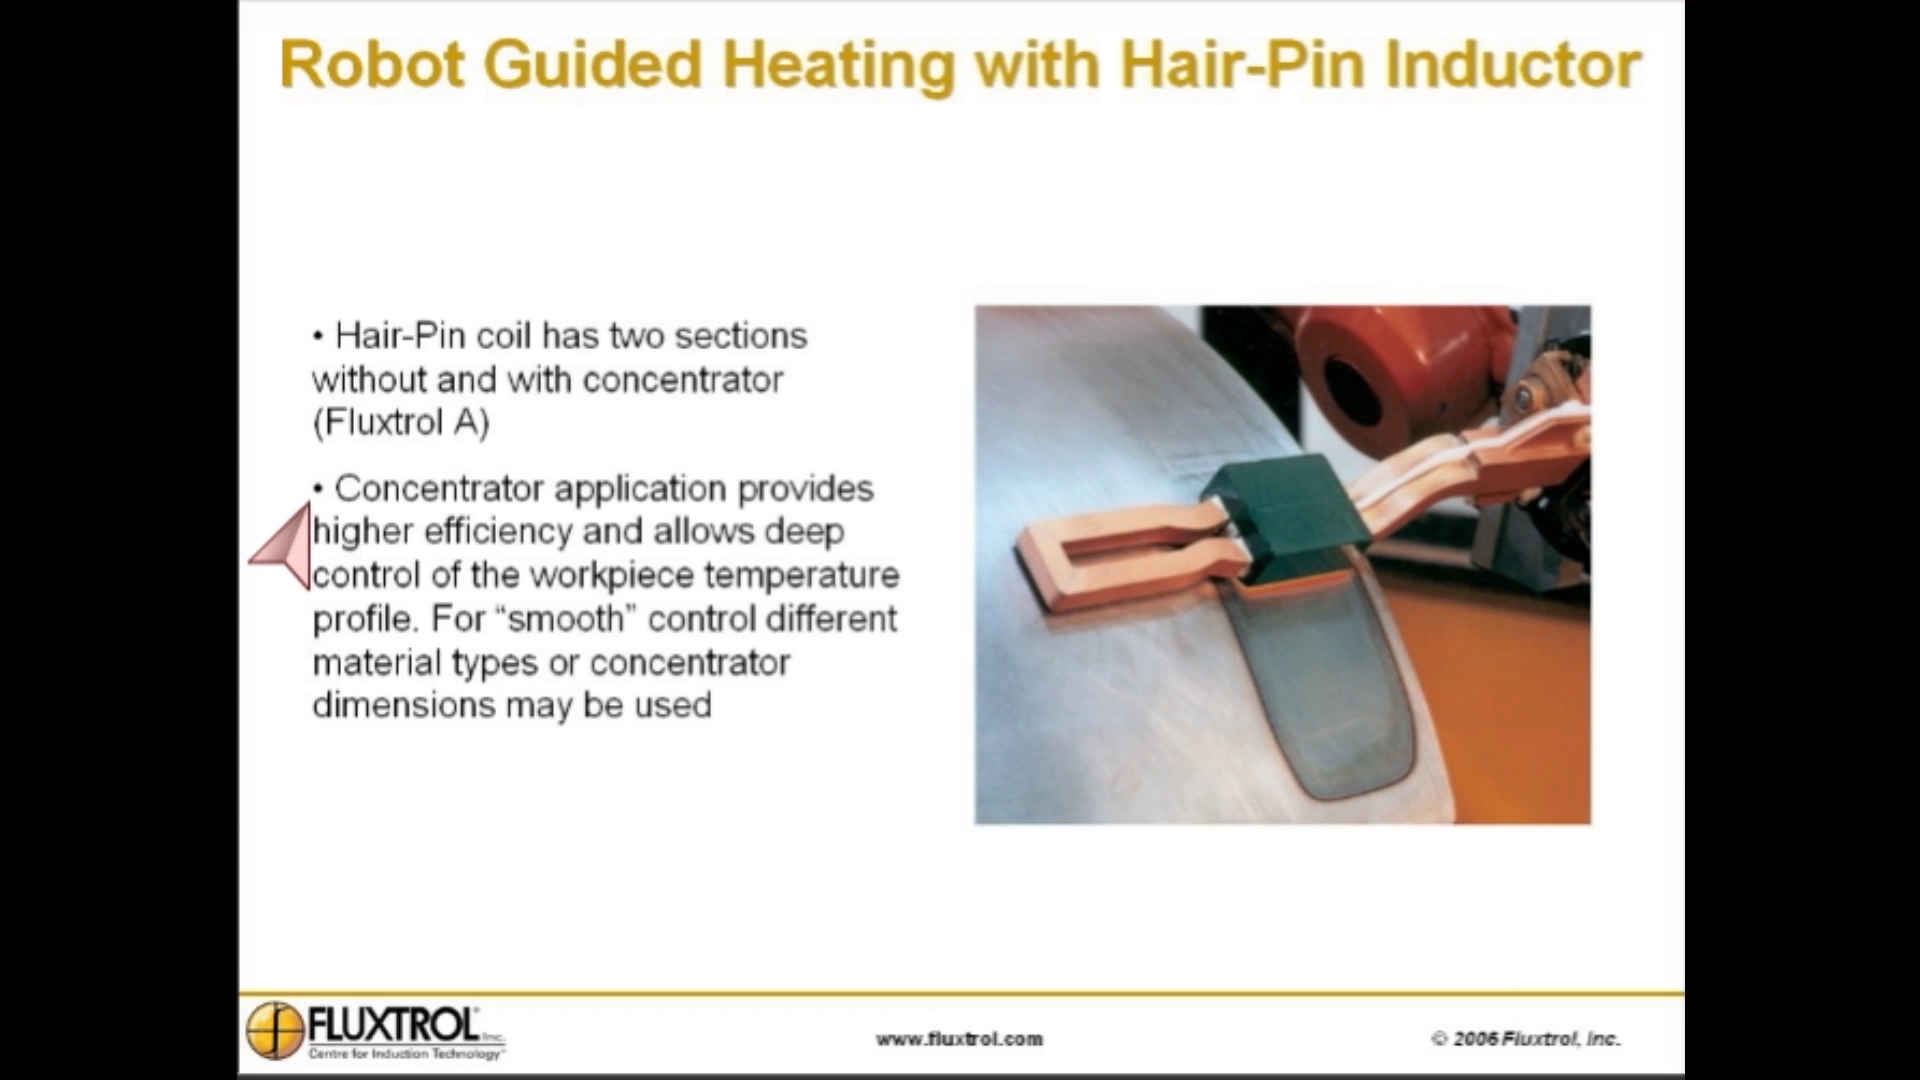 Robot Guided Heating with Hair-Pin Inductor
• Hair-Pin coil has two sections
without and with concentrator
(Fluxtrol A)
• Concentrator application provides
higher efficiency and allows deep
control of the workpiece temperature
profile. For “smooth” control different
material types or concentrator
dimensions may be used
FLUXTROL Inc.
Centre for Induction Technology
www.fluxtrol.com
© 2006 Fluxtrol, Inc.